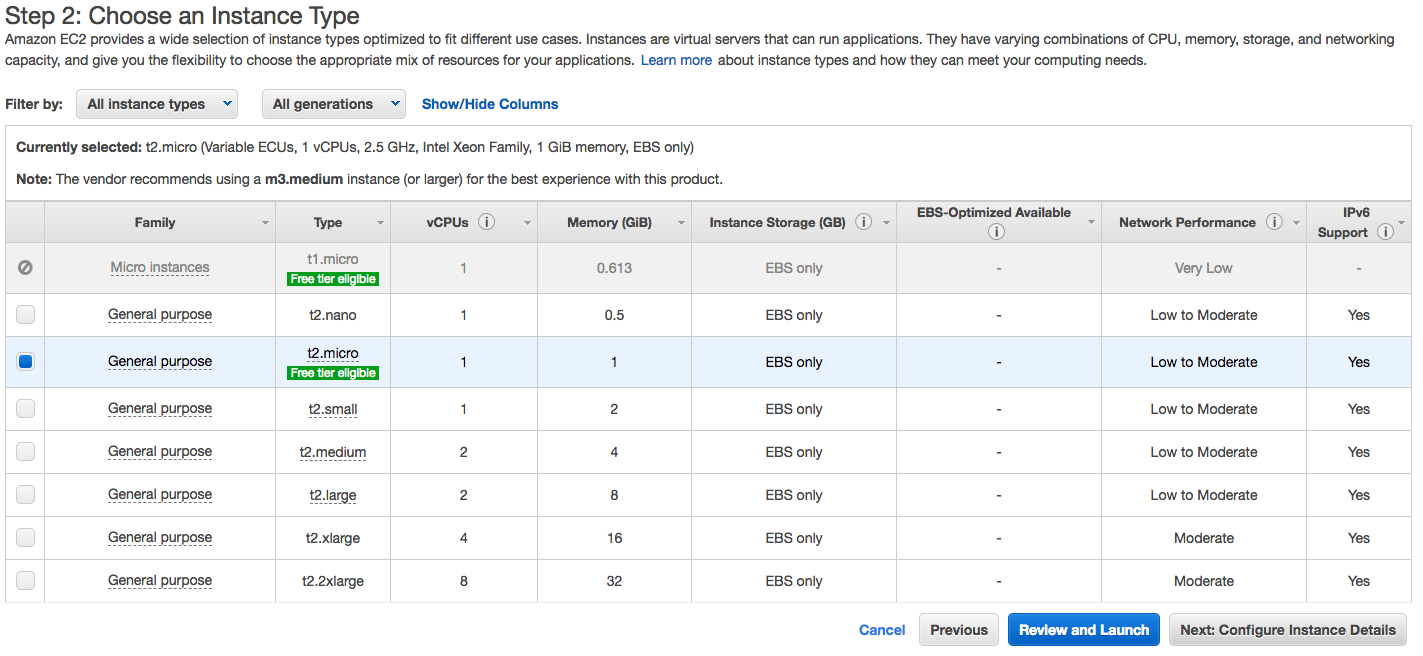 Step 2: Choose an Instance Type
Amazon EC2 provides a wide selection of instance types optimized to fit different use cases. Instances are virtual servers that can run applications. They have varying combinations of CPU, memory, storage, and networking
capacity, and give you the flexibility to choose the appropriate mix of resources for your applications. Learn more about instance types and how they can meet your computing needs.
Filter by: All instance types All generations Show/Hide Columns
Currently selected: t2.micro (Variable ECUs, 1 vCPUs, 2.5 GHz, Intel Xeon Family, 1 GiB memory, EBS only)
Note: The vendor recommends using a m3.medium instance (or larger) for the best experience with this product.
Family Type vCPUs i Memory (GiB) Instance Storage (GB) i EBS-Optimized Available i Network Performance i IPv6 Support i
Micro instances t1.micro Free tier eligible 1 0.613 EBS only - Very Low -
General purpose t2.nano 1 0.5 EBS only - Low to Moderate Yes
General purpose t2.micro Free tier eligible 1 1 EBS only - Low to Moderate Yes
General purpose t2.small 1 2 EBS only - Low to Moderate Yes
General purpose t2.medium 2 4 EBS only - Low to Moderate Yes
General purpose t2.large 2 8 EBS only - Low to Moderate Yes
General purpose t2.xlarge 4 16 EBS only - Moderate Yes
General purpose t2.2xlarge 8 32 EBS only - Moderate Yes
Cancel Previous Review and Launch Next: Configure Instance Details